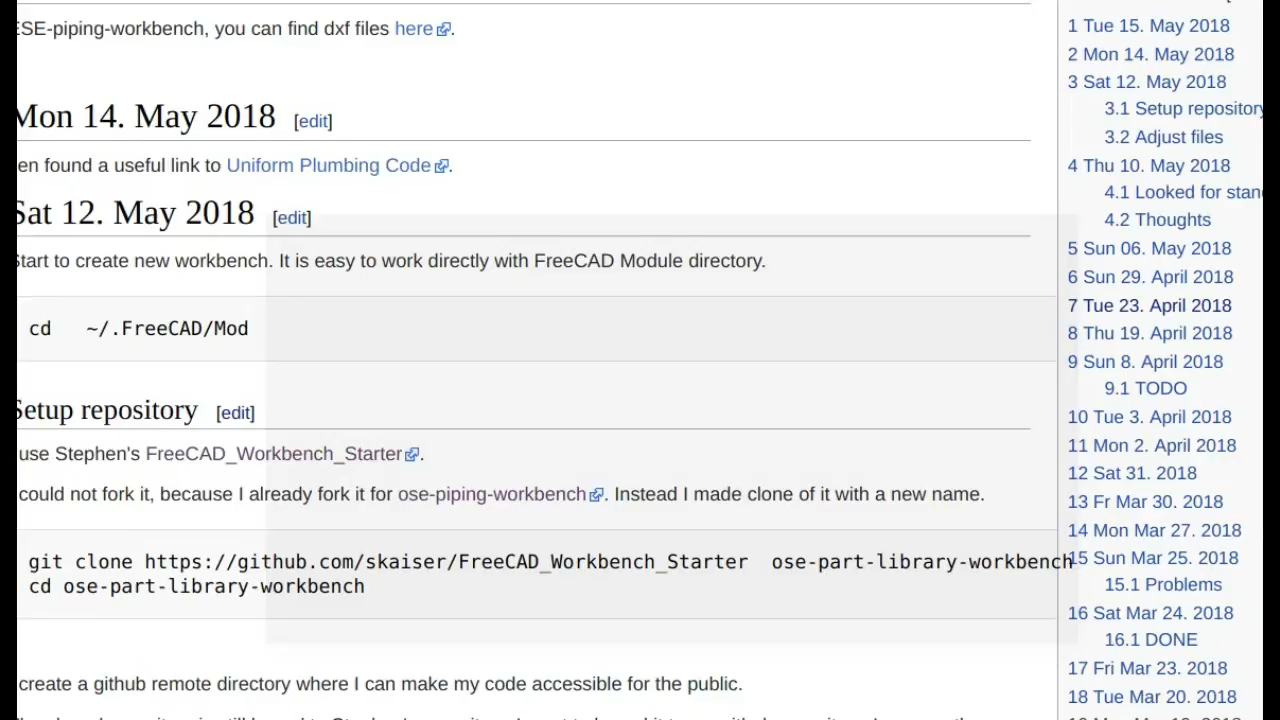 ESE-piping-workbench, you can find dxf files here.
Mon 14. May 2018 [edit]
en found a useful link to Uniform Plumbing Code.
Sat 12. May 2018 [edit]
Start to create new workbench. It is easy to work directly with FreeCAD Module directory.
cd ~/.FreeCAD/Mod
Setup repository [edit]
use Stephen's FreeCAD_Workbench_Starter.
could not fork it, because I already fork it for ose-piping-workbench. Instead I made clone of it with a new name.
git clone https://github.com/skaiser/FreeCAD_Workbench_Starter ose-part-library-workbench
cd ose-part-library-workbench
create a github remote directory where I can make my code accessible for the public.
1 Tue 15. May 2018
2 Mon 14. May 2018
3 Sat 12. May 2018
3.1 Setup repository
3.2 Adjust files
4 Thu 10. May 2018
4.1 Looked for stan
4.2 Thoughts
5 Sun 06. May 2018
6 Sun 29. April 2018
7 Tue 23. April 2018
8 Thu 19. April 2018
9 Sun 8. April 2018
9.1 TODO
10 Tue 3. April 2018
11 Mon 2. April 2018
12 Sat 31. 2018
13 Fr Mar 30. 2018
14 Mon Mar 27. 2018
15 Sun Mar 25. 2018
15.1 Problems
16 Sat Mar 24. 2018
16.1 DONE
17 Fri Mar 23. 2018
18 Tue Mar 20. 2018